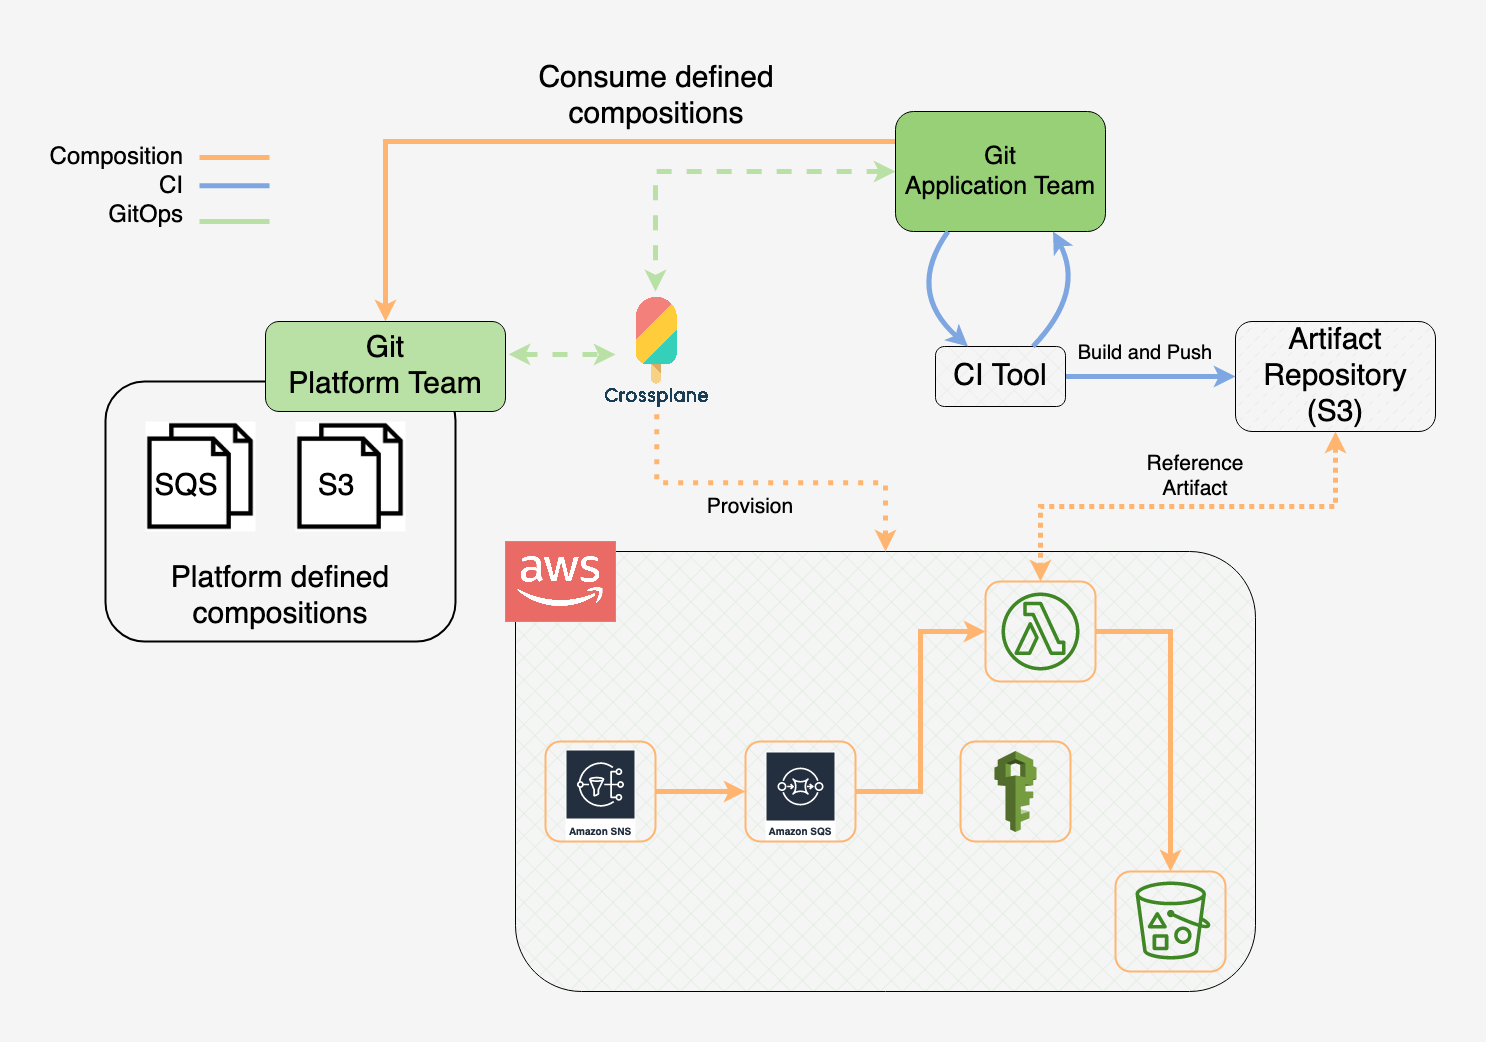 Consume defined
compositions
Composition
CI
GitOps
Git
Application Team
Git
Platform Team
Crossplane
CI Tool
Build and Push
Artifact
Repository
(S3)
Reference
Artifact
SQS
S3
Provision
Platform defined
compositions
aws
Amazon SNS
Amazon SQS